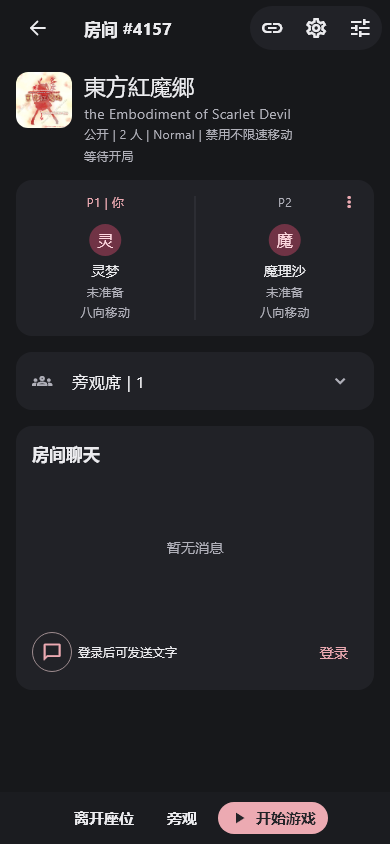 房间 #4157
東方紅魔郷
the Embodiment of Scarlet Devil
公开 | 2 人 | Normal | 禁用不限速移动
等待开局
P1 | 你
灵
灵梦
未准备
八向移动
P2
魔
魔理沙
未准备
八向移动
旁观席 | 1
房间聊天
暂无消息
登录后可发送文字
登录
离开座位
旁观
开始游戏